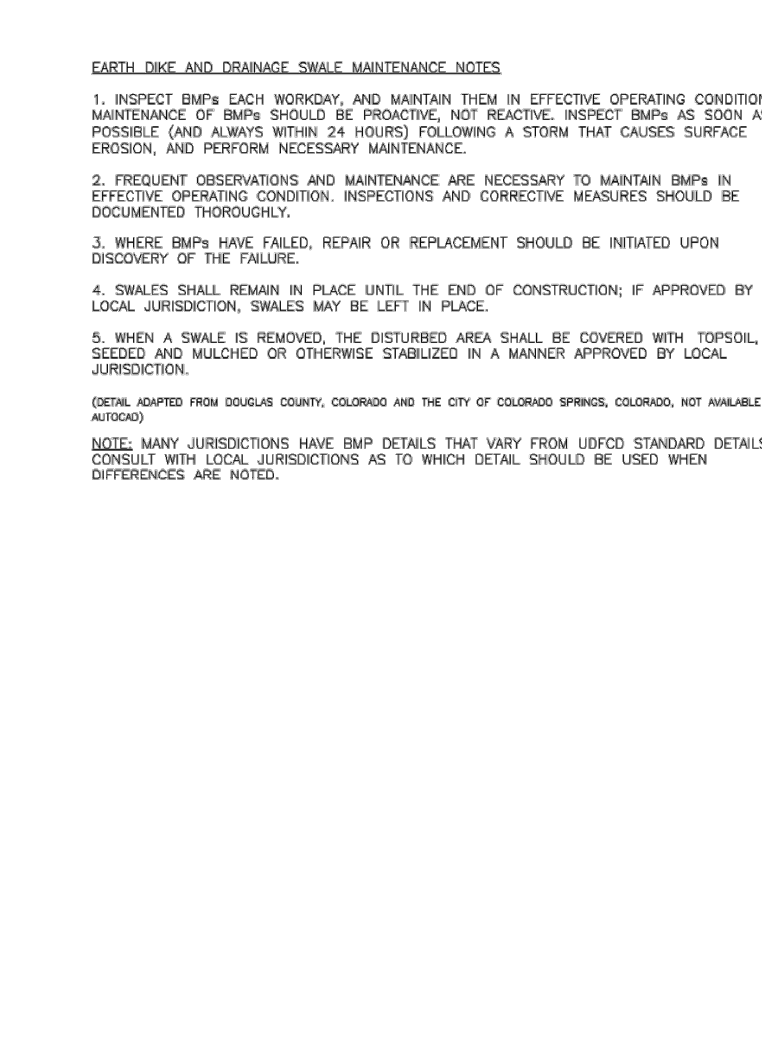 EARTH DIKE AND DRAINAGE SWALE MAINTENANCE NOTES
1. INSPECT BMPs EACH WORKDAY, AND MAINTAIN THEM IN EFFECTIVE OPERATING CONDITION
MAINTENANCE OF BMPs SHOULD BE PROACTIVE, NOT REACTIVE. INSPECT BMPs AS SOON AS
POSSIBLE (AND ALWAYS WITHIN 24 HOURS) FOLLOWING A STORM THAT CAUSES SURFACE
EROSION, AND PERFORM NECESSARY MAINTENANCE.
2. FREQUENT OBSERVATIONS AND MAINTENANCE ARE NECESSARY TO MAINTAIN BMPs IN
EFFECTIVE OPERATING CONDITION. INSPECTIONS AND CORRECTIVE MEASURES SHOULD BE
DOCUMENTED THOROUGHLY.
3. WHERE BMPs HAVE FAILED, REPAIR OR REPLACEMENT SHOULD BE INITIATED UPON
DISCOVERY OF THE FAILURE.
4. SWALES SHALL REMAIN IN PLACE UNTIL THE END OF CONSTRUCTION; IF APPROVED BY
LOCAL JURISDICTION, SWALES MAY BE LEFT IN PLACE.
5. WHEN A SWALE IS REMOVED, THE DISTURBED AREA SHALL BE COVERED WITH TOPSOIL,
SEEDED AND MULCHED OR OTHERWISE STABILIZED IN A MANNER APPROVED BY LOCAL
JURISDICTION.
(DETAIL ADAPTED FROM DOUGLAS COUNTY, COLORADO AND THE CITY OF COLORADO SPRINGS, COLORADO, NOT AVAILABLE
AUTOCAD)
NOTE: MANY JURISDICTIONS HAVE BMP DETAILS THAT VARY FROM UDFCD STANDARD DETAILS
CONSULT WITH LOCAL JURISDICTIONS AS TO WHICH DETAIL SHOULD BE USED WHEN
DIFFERENCES ARE NOTED.